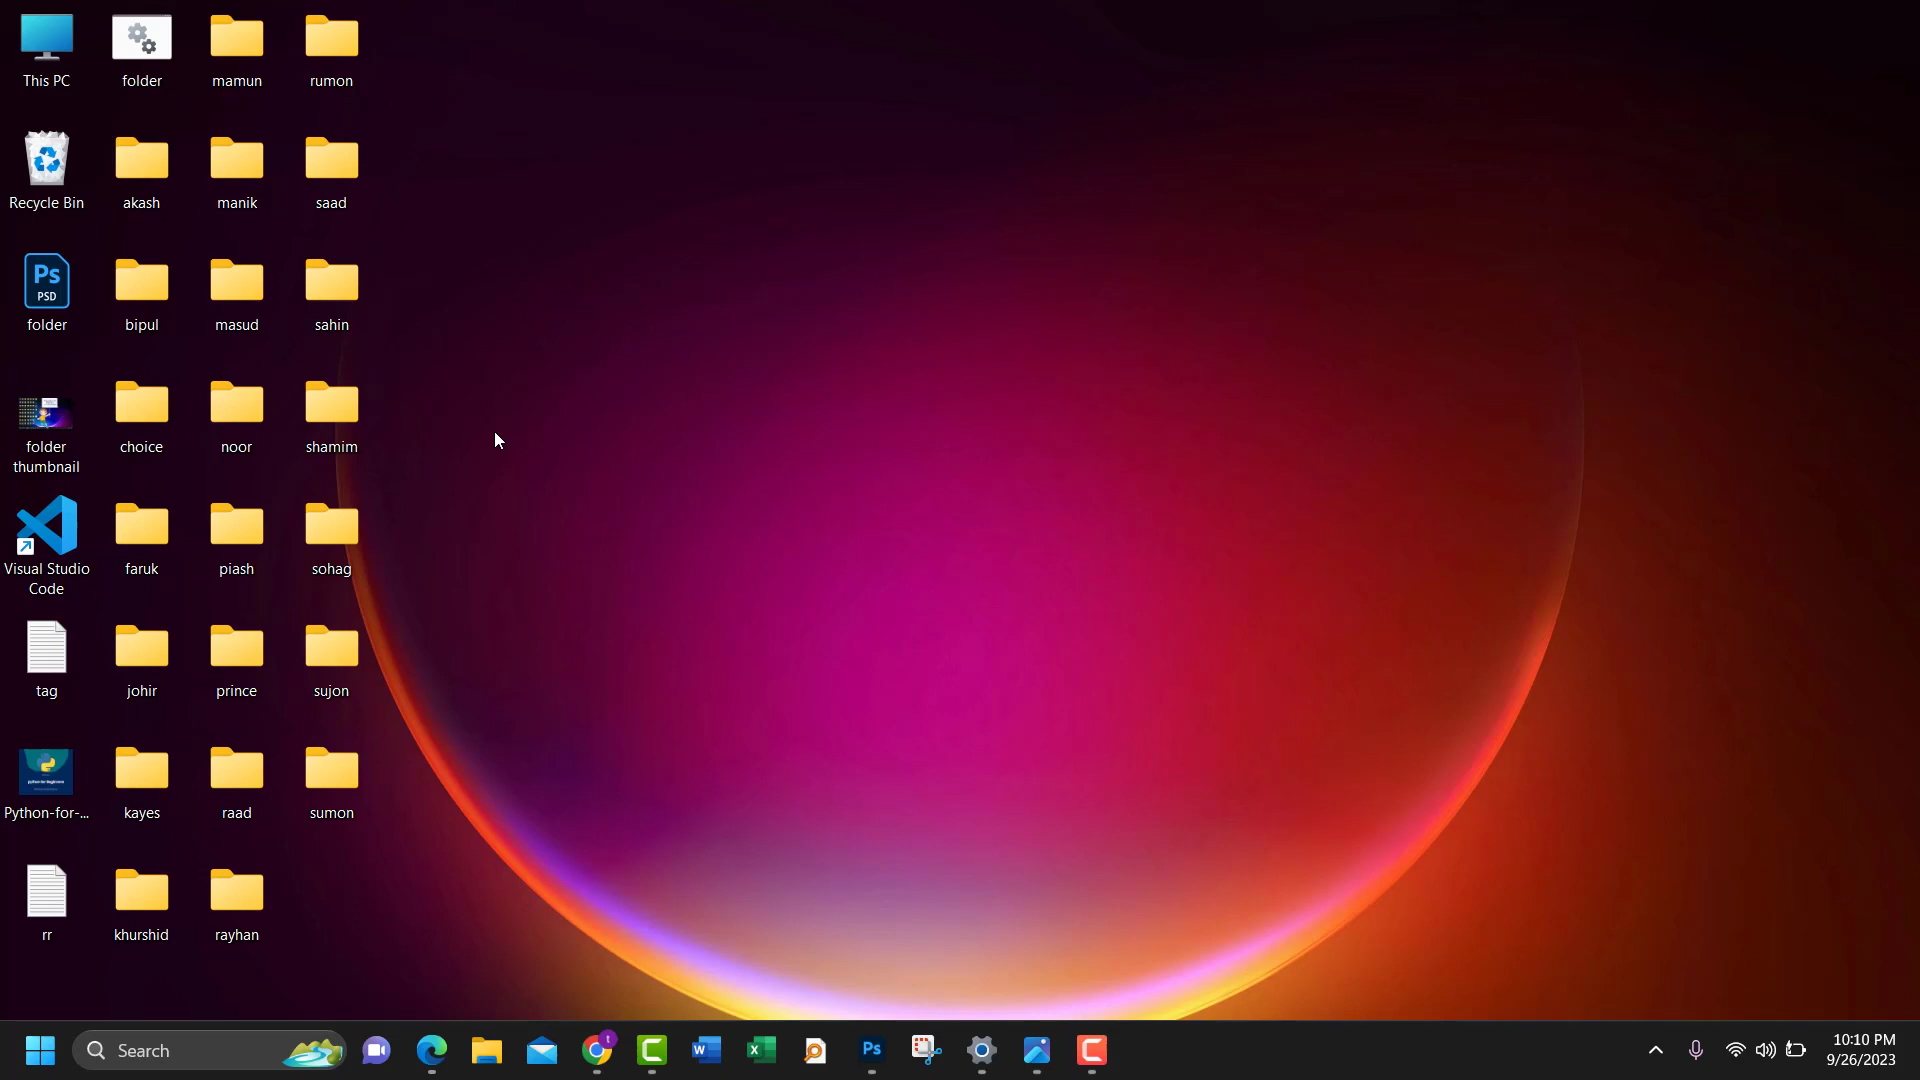 This PC
folder
mamun
rumon
Recycle Bin
akash
manik
saad
Ps
PSD
folder
bipul
masud
sahin
folder
thumbnail
choice
noor
shamim
Visual Studio
Code
faruk
piash
sohag
tag
johir
prince
sujon
Python-for-...
kayes
raad
sumon
rr
khurshid
rayhan
Search
t
W
X
Ps
10:10 PM
9/26/2023